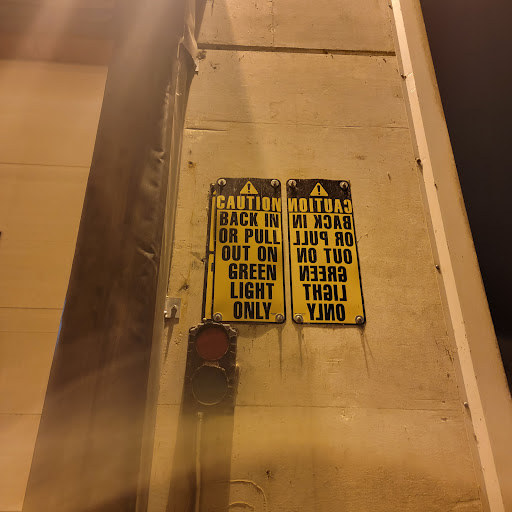 CAUTION
BACK IN
OR PULL
OUT ON
GREEN
LIGHT
ONLY
CAUTION
BACK IN
OR PULL
OUT ON
GREEN
LIGHT
ONLY